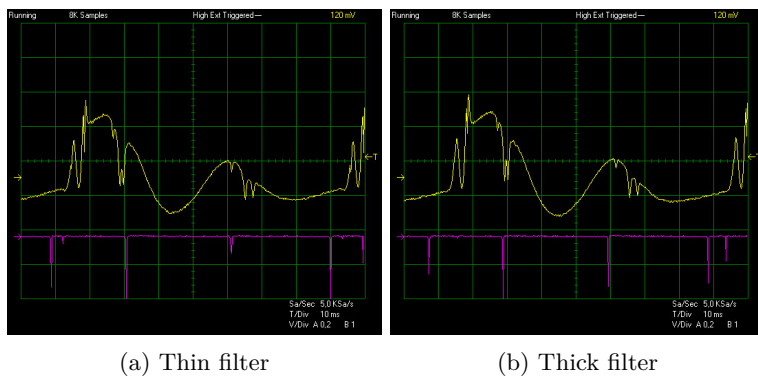 Running 8K Samples High Ext Triggered— 120 mV
T
Sa/Sec 5,0 KSa/s
T/Div 10 ms
V/Div A 0,2 B 1
Running 8K Samples High Ext Triggered— 120 mV
T
Sa/Sec 5,0 KSa/s
T/Div 10 ms
V/Div A 0,2 B 1
(a) Thin filter
(b) Thick filter